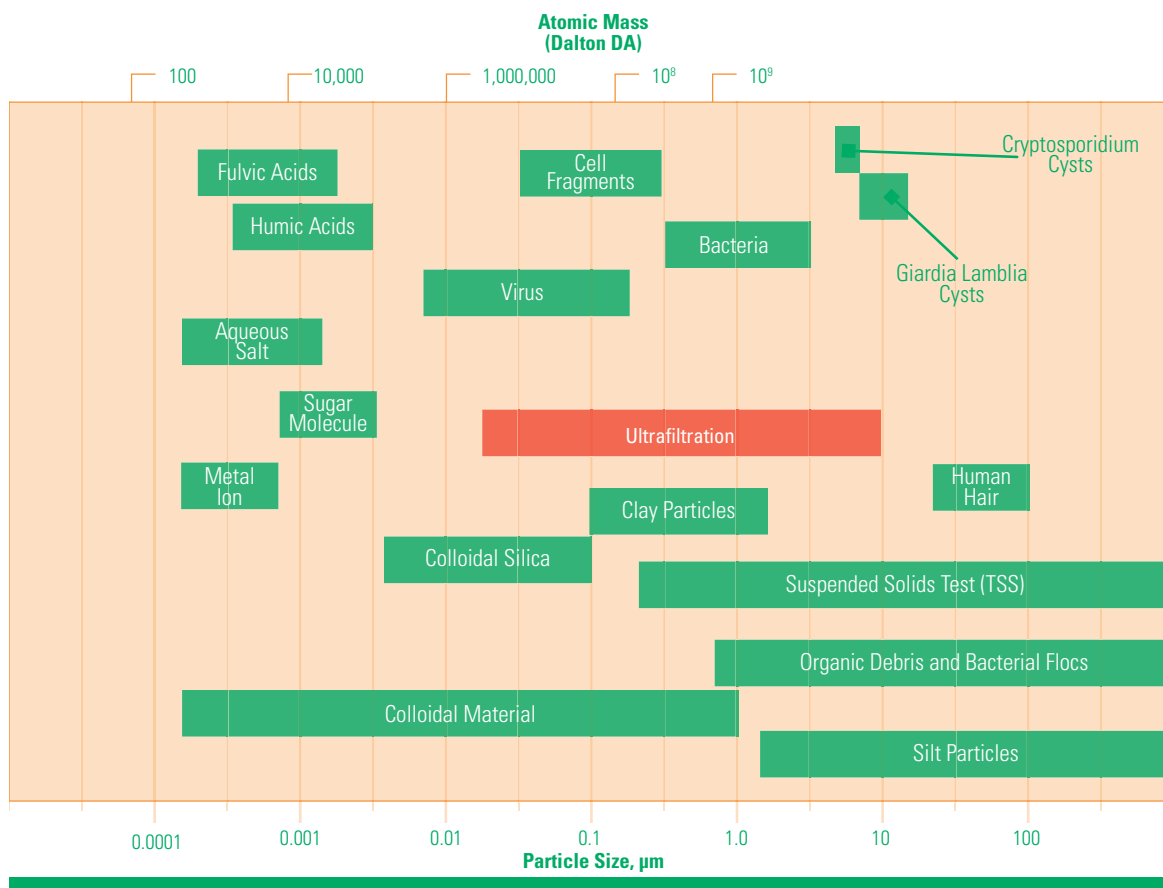 Atomic Mass
(Dalton DA)
100
10,000
1,000,000
10⁸
10⁹
Fulvic Acids
Cell
Fragments
Cryptosporidium
Cysts
Humic Acids
Bacteria
Giardia Lamblia
Cysts
Virus
Aqueous
Salt
Sugar
Molecule
Ultrafiltration
Metal
Ion
Human
Hair
Clay Particles
Colloidal Silica
Suspended Solids Test (TSS)
Organic Debris and Bacterial Flocs
Colloidal Material
Silt Particles
0.0001
0.001
0.01
0.1
1.0
10
100
Particle Size, µm